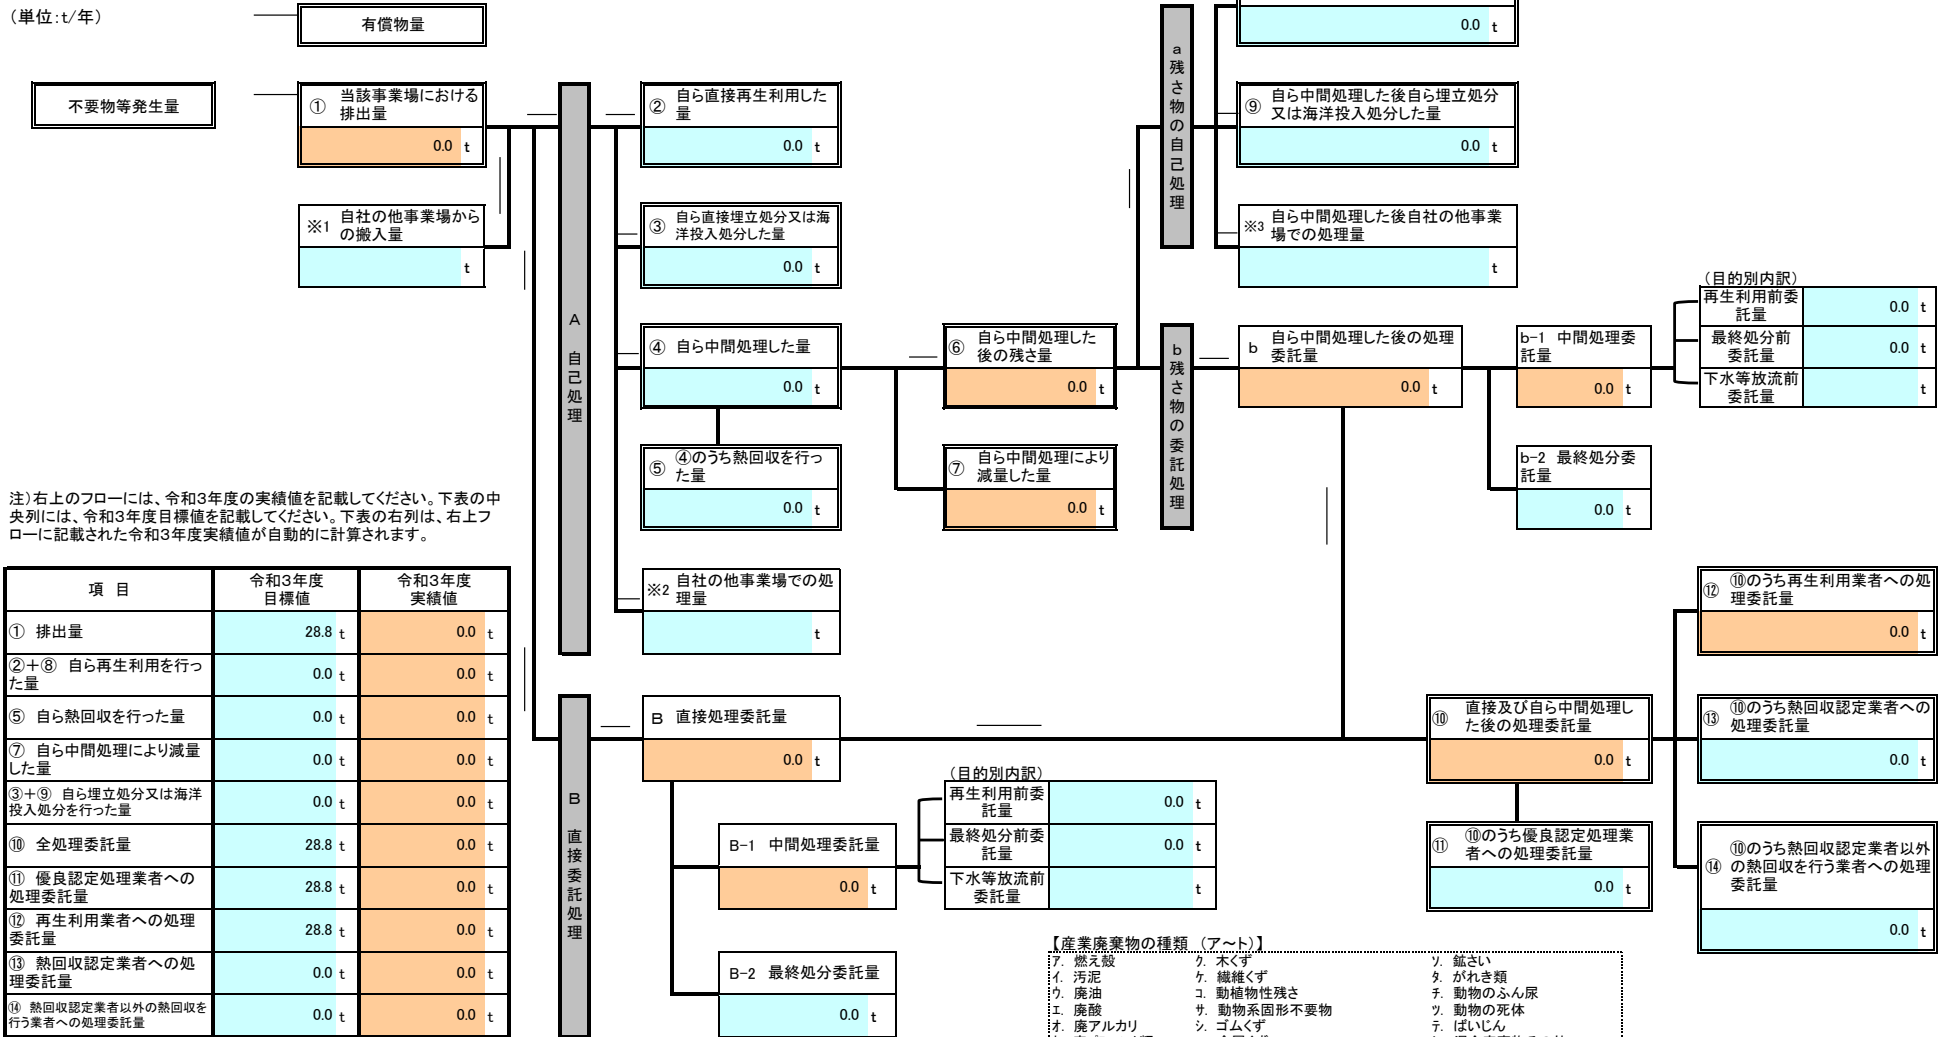 （単位：t/年）
有償物量
0.0 t
不要物等発生量
① 当該事業場における
排出量
0.0 t
※1 自社の他事業場から
の搬入量
t
A
自己処理
② 自ら直接再生利用した
量
0.0 t
③ 自ら直接埋立処分又は海
洋投入処分した量
0.0 t
④ 自ら中間処理した量
0.0 t
⑤ ④のうち熱回収を行っ
た量
0.0 t
※2 自社の他事業場での処
理量
t
⑥ 自ら中間処理した
後の残さ量
0.0 t
⑦ 自ら中間処理により
減量した量
0.0 t
a
残さ物の自己処理
⑨ 自ら中間処理した後自ら埋立処分
又は海洋投入処分した量
0.0 t
※3 自ら中間処理した後自社の他事業
場での処理量
t
b
残さ物の委託処理
b 自ら中間処理した後の処理
委託量
0.0 t
b-1 中間処理委
託量
0.0 t
b-2 最終処分委
託量
0.0 t
（目的別内訳）
再生利用前委
託量 0.0 t
最終処分前
委託量 0.0 t
下水等放流前
委託量 t
注）右上のフローには、令和3年度の実績値を記載してください。下表の中
央列には、令和3年度目標値を記載してください。下表の右列は、右上フ
ローに記載された令和3年度実績値が自動的に計算されます。
項 目 令和3年度 目標値 令和3年度 実績値
① 排出量 28.8 t 0.0 t
②＋⑧ 自ら再生利用を行っ
た量 0.0 t 0.0 t
⑤ 自ら熱回収を行った量 0.0 t 0.0 t
⑦ 自ら中間処理により減量
した量 0.0 t 0.0 t
③＋⑨ 自ら埋立処分又は海洋
投入処分を行った量 0.0 t 0.0 t
⑩ 全処理委託量 28.8 t 0.0 t
⑪ 優良認定処理業者への
処理委託量 28.8 t 0.0 t
⑫ 再生利用業者への処理
委託量 28.8 t 0.0 t
⑬ 熱回収認定業者への処
理委託量 0.0 t 0.0 t
⑭ 熱回収認定業者以外の熱回収を
行う業者への処理委託量 0.0 t 0.0 t
B
直接委託処理
B 直接処理委託量
0.0 t
B-1 中間処理委託量
0.0 t
B-2 最終処分委託量
0.0 t
（目的別内訳）
再生利用前委
託量 0.0 t
最終処分前委
託量 0.0 t
下水等放流前
委託量 t
⑩ 直接及び自ら中間処理し
た後の処理委託量
0.0 t
⑪ ⑩のうち優良認定処理業
者への処理委託量
0.0 t
⑫ ⑩のうち再生利用業者への処
理委託量
0.0 t
⑬ ⑩のうち熱回収認定業者への
処理委託量
0.0 t
⑭ ⑩のうち熱回収認定業者以外
の熱回収を行う業者への処理
委託量
0.0 t
【産業廃棄物の種類 （ア～ト）】
ア. 燃え殻 ク. 木くず ソ. 鉱さい
イ. 汚泥 ケ. 繊維くず タ. がれき類
ウ. 廃油 コ. 動植物性残さ チ. 動物のふん尿
エ. 廃酸 サ. 動物系固形不要物 ツ. 動物の死体
オ. 廃アルカリ シ. ゴムくず テ. ばいじん